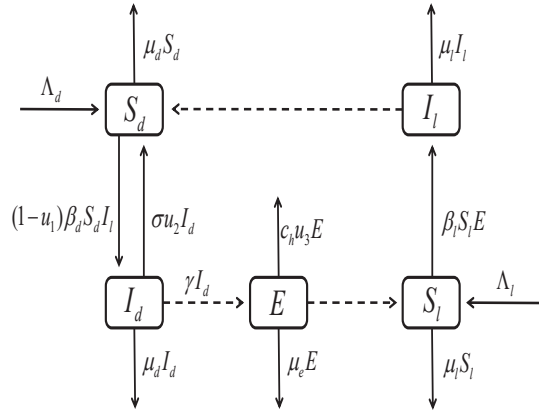 μ_d S_d
μ_l I_l
Λ_d
S_d
I_l
(1−u_1)β_d S_d I_l
σu_2 I_d
c_h u_3 E
β_l S_l E
γI_d
Λ_l
I_d
E
S_l
μ_d I_d
μ_e E
μ_l S_l